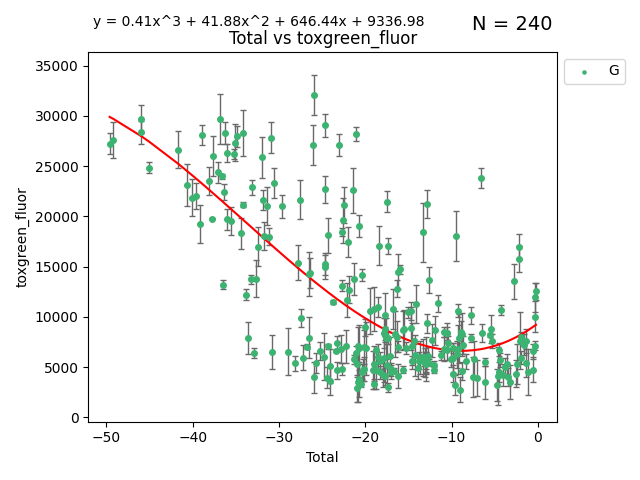 y = 0.41x^3 + 41.88x^2 + 646.44x + 9336.98
N = 240
Total vs toxgreen_fluor
G
35000
30000
25000
20000
15000
10000
5000
0
toxgreen_fluor
−50 −40 −30 −20 −10 0
Total